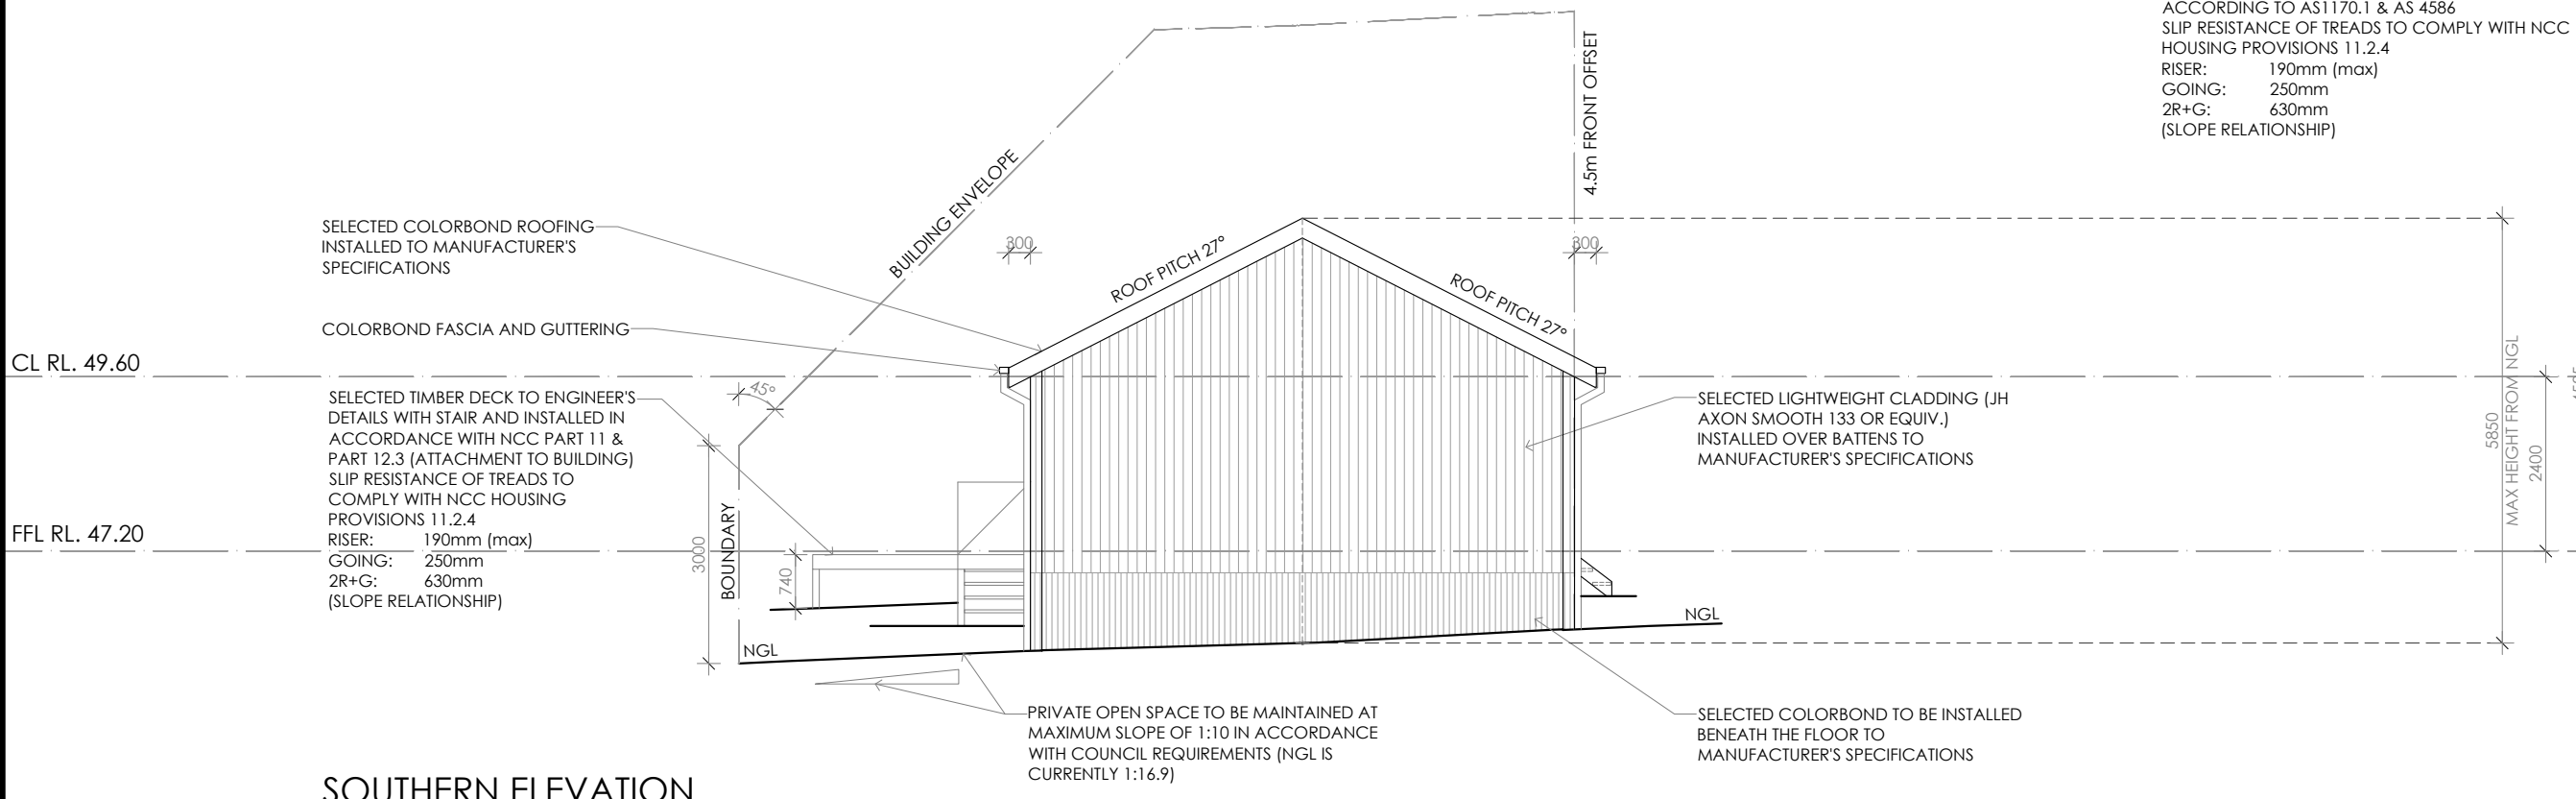 ACCORDING TO AS1170.1 & AS 4586
SLIP RESISTANCE OF TREADS TO COMPLY WITH NCC
HOUSING PROVISIONS 11.2.4
RISER: 190mm (max)
GOING: 250mm
2R+G: 630mm
(SLOPE RELATIONSHIP)
4.5m FRONT OFFSET
BUILDING ENVELOPE
SELECTED COLORBOND ROOFING
INSTALLED TO MANUFACTURER'S
SPECIFICATIONS
300
300
ROOF PITCH 27°
ROOF PITCH 27°
COLORBOND FASCIA AND GUTTERING
CL RL. 49.60
45°
SELECTED TIMBER DECK TO ENGINEER'S
DETAILS WITH STAIR AND INSTALLED IN
ACCORDANCE WITH NCC PART 11 &
PART 12.3 (ATTACHMENT TO BUILDING)
SLIP RESISTANCE OF TREADS TO
COMPLY WITH NCC HOUSING
PROVISIONS 11.2.4
RISER: 190mm (max)
GOING: 250mm
2R+G: 630mm
(SLOPE RELATIONSHIP)
SELECTED LIGHTWEIGHT CLADDING (JH
AXON SMOOTH 133 OR EQUIV.)
INSTALLED OVER BATTENS TO
MANUFACTURER'S SPECIFICATIONS
5850
MAX HEIGHT FROM NGL
2400
FFL RL. 47.20
3000
BOUNDARY
740
NGL
NGL
PRIVATE OPEN SPACE TO BE MAINTAINED AT
MAXIMUM SLOPE OF 1:10 IN ACCORDANCE
WITH COUNCIL REQUIREMENTS (NGL IS
CURRENTLY 1:16.9)
SELECTED COLORBOND TO BE INSTALLED
BENEATH THE FLOOR TO
MANUFACTURER'S SPECIFICATIONS
SOUTHERN ELEVATION